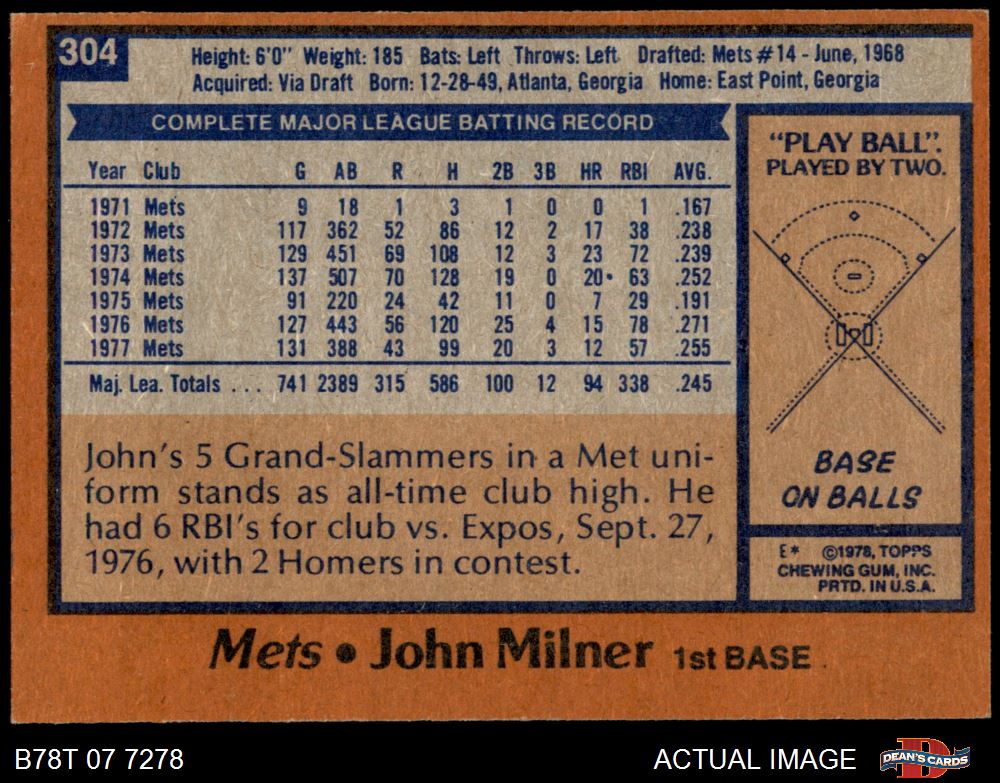 304
Height: 6'0" Weight: 185 Bats: Left Throws: Left Drafted: Mets #14 - June, 1968
Acquired: Via Draft Born: 12-28-49, Atlanta, Georgia Home: East Point, Georgia
COMPLETE MAJOR LEAGUE BATTING RECORD
Year Club G AB R H 2B 3B HR RBI AVG.
1971 Mets 9 18 1 3 1 0 0 1 .167
1972 Mets 117 362 52 86 12 2 17 38 .238
1973 Mets 129 451 69 108 12 3 23 72 .239
1974 Mets 137 507 70 128 19 0 20• 63 .252
1975 Mets 91 220 24 42 11 0 7 29 .191
1976 Mets 127 443 56 120 25 4 15 78 .271
1977 Mets 131 388 43 99 20 3 12 57 .255
Maj. Lea. Totals . . . 741 2389 315 586 100 12 94 338 .245
John's 5 Grand-Slammers in a Met uni-
form stands as all-time club high. He
had 6 RBI's for club vs. Expos, Sept. 27,
1976, with 2 Homers in contest.
"PLAY BALL".
PLAYED BY TWO.
BASE
ON BALLS
E* ©1978, TOPPS
CHEWING GUM, INC.
PRTD. IN U.S.A.
Mets • John Milner 1st BASE
B78T 07 7278
ACTUAL IMAGE
DEAN'S CARDS